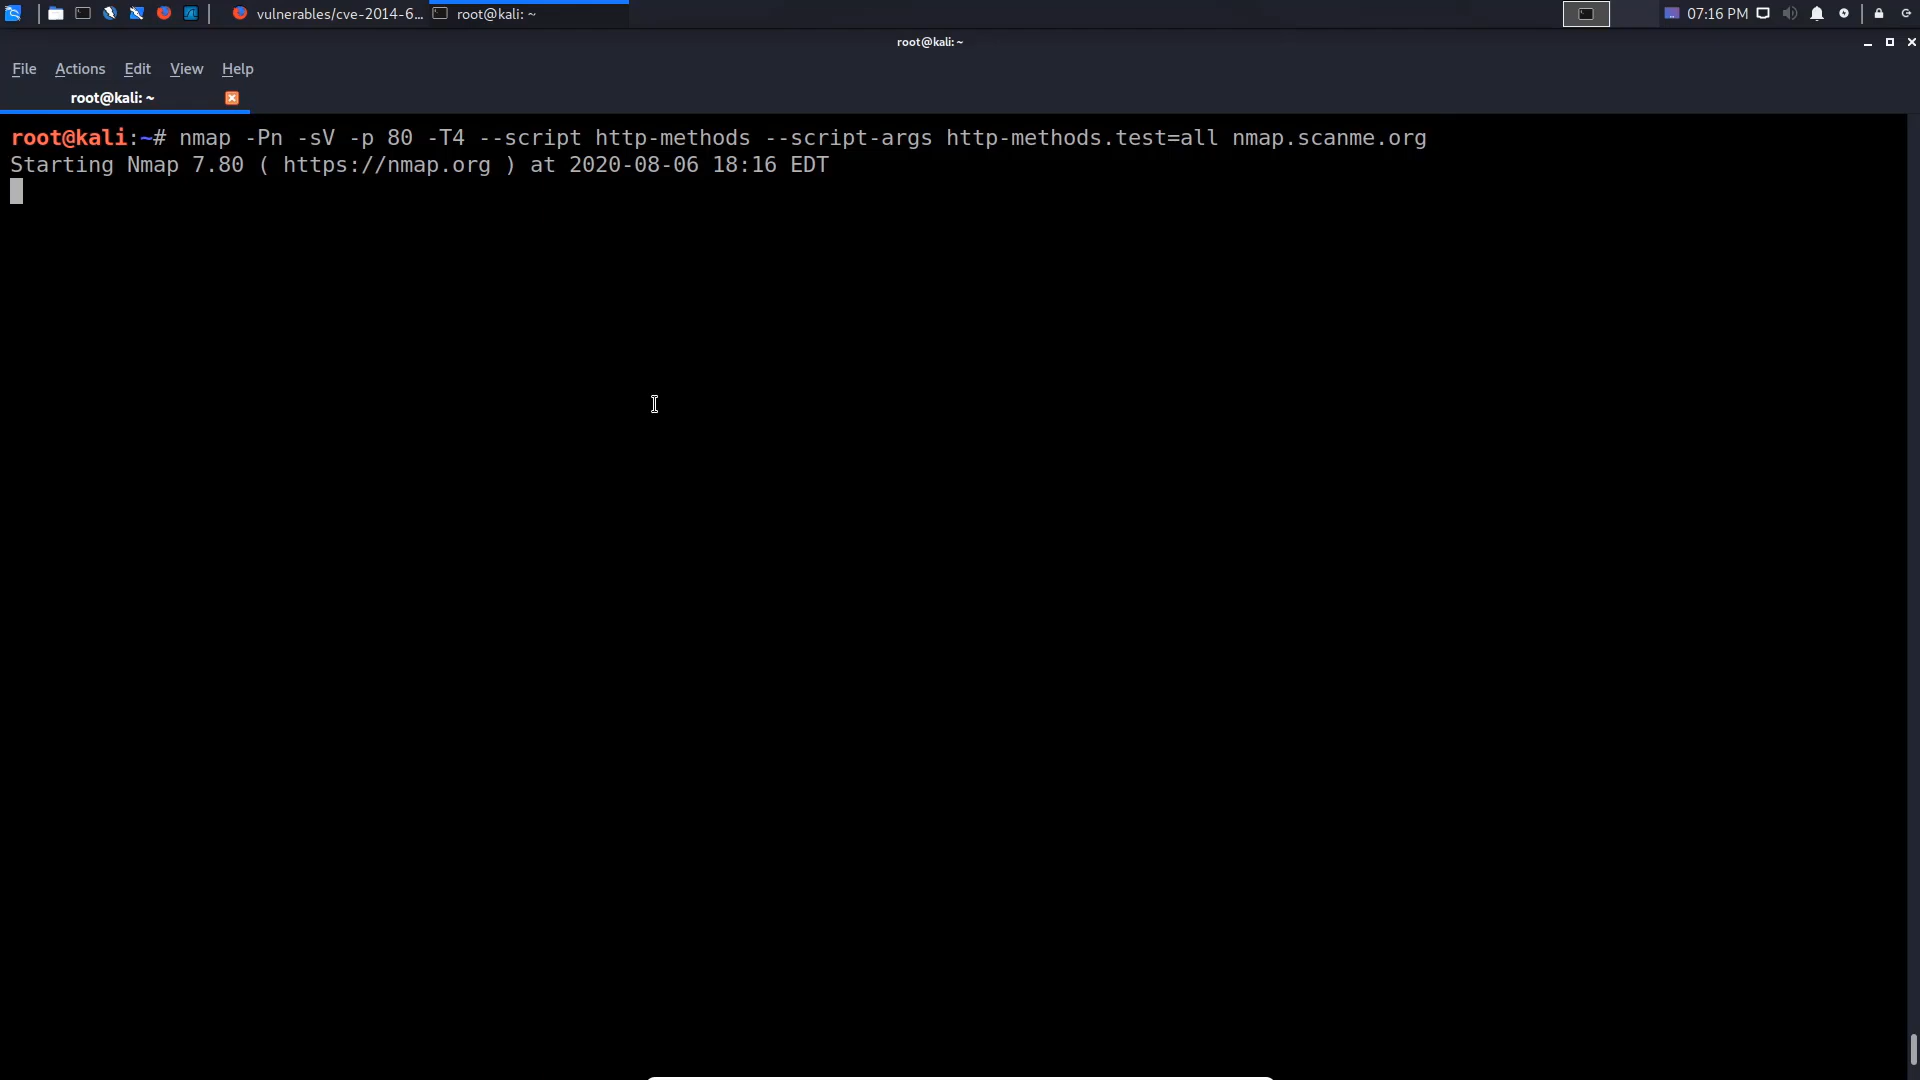 vulnerables/cve-2014-6...
root@kali: ~
07:16 PM
root@kali: ~
File Actions Edit View Help
root@kali: ~
root@kali:~# nmap -Pn -sV -p 80 -T4 --script http-methods --script-args http-methods.test=all nmap.scanme.org
Starting Nmap 7.80 ( https://nmap.org ) at 2020-08-06 18:16 EDT